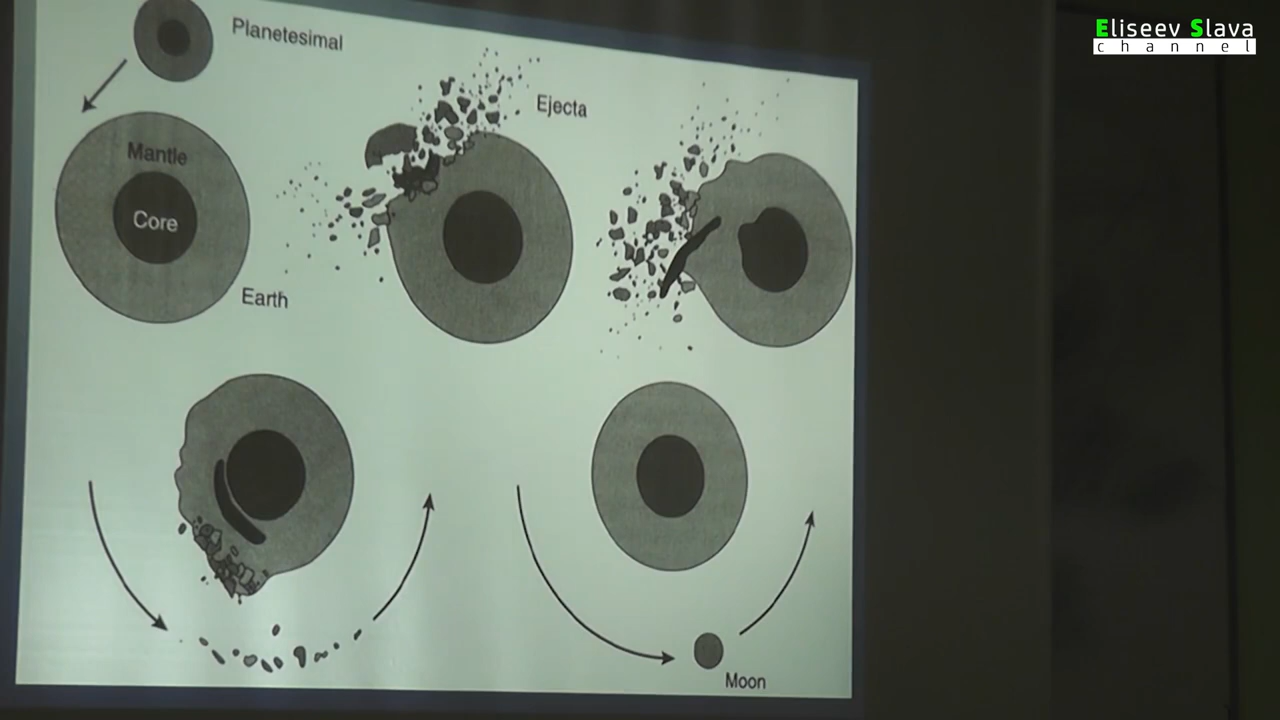 Planetesimal
Mantle
Core
Earth
Ejecta
Moon
Eliseev Slava
channel